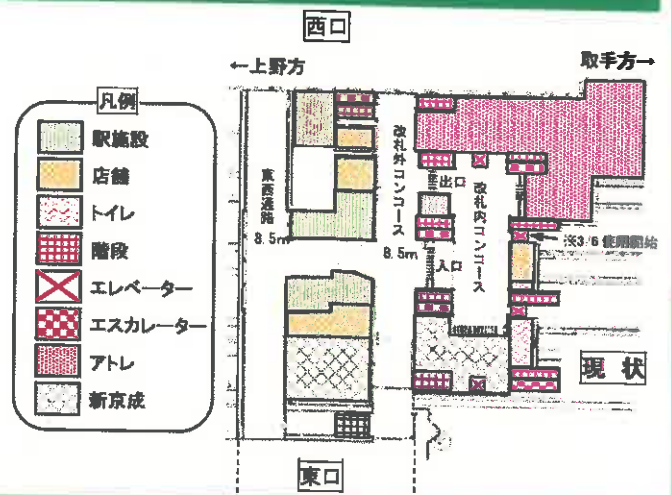 西口
←上野方
取手方→
凡例
駅施設
店舗
トイレ
階段
エレベーター
エスカレーター
アトレ
新京成
東西通路
8.5m
改札外コンコース
8.5m
出口
入口
改札内コンコース
※3/6 使用開始
現状
東口